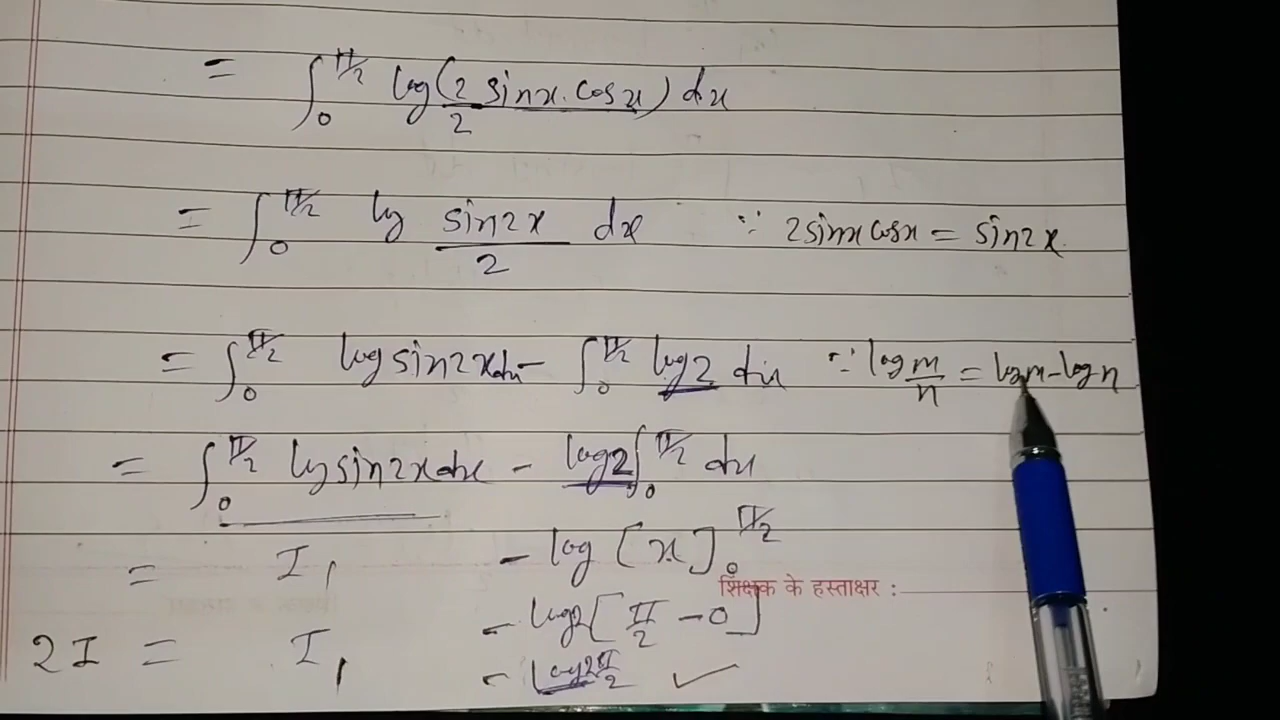 = ∫₀^π/2 log(2 sinx. cosx / 2) dx
= ∫₀^π/2 log sin2x / 2 dx ∵ 2sinx cosx = sin2x.
= ∫₀^π/2 log sin2x dx - ∫₀^π/2 log2 dx ∵ log m/n = logm - logn
= ∫₀^π/2 log sin2x dx - log2 ∫₀^π/2 dx
= I₁ - log [x]₀^π/2
शिक्षक के हस्ताक्षर :
- log2 [π/2 - 0]
2I = I₁ - log2 π/2 ✓